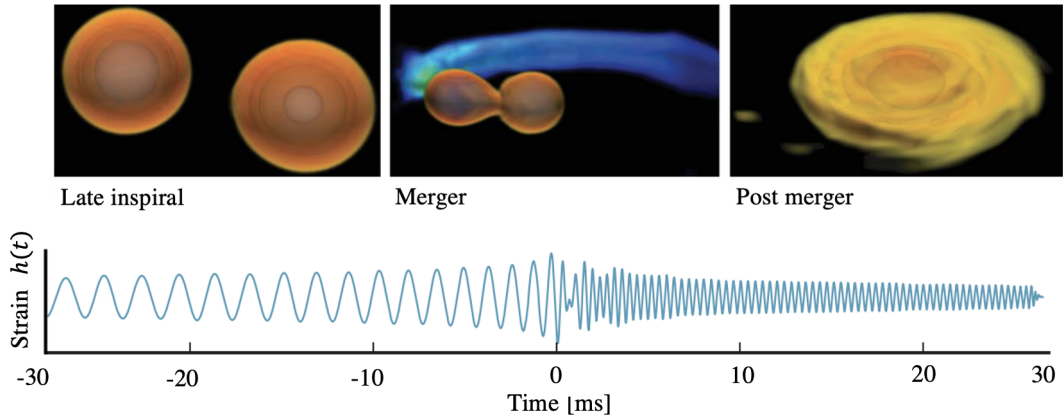 Late inspiral
Merger
Post merger
Strain h(t)
-30
-20
-10
0
10
20
30
Time [ms]